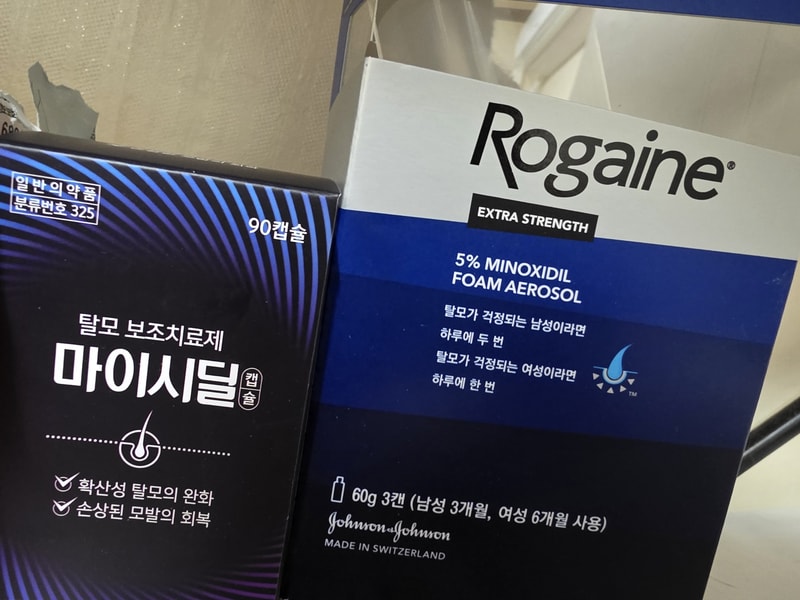 일반의약품
분류번호 325
90캡슐
탈모 보조치료제
마이시딜
캡슐
확산성 탈모의 완화
손상된 모발의 회복
Rogaine®
EXTRA STRENGTH
5% MINOXIDIL
FOAM AEROSOL
탈모가 걱정되는 남성이라면
하루에 두 번
탈모가 걱정되는 여성이라면
하루에 한 번
TM
60g 3캔 (남성 3개월, 여성 6개월 사용)
Johnson & Johnson
MADE IN SWITZERLAND